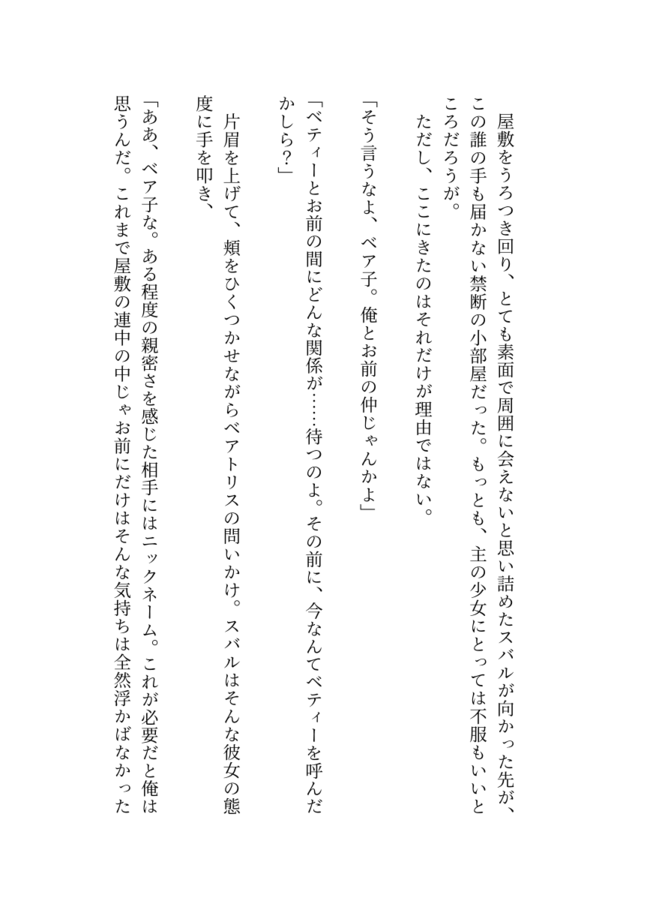 屋敷をうろつき回り、とても素面で周囲に会えないと思い詰めたスバルが向かった先が、
この誰の手も届かない禁断の小部屋だった。もっとも、主の少女にとっては不服もいいと
ころだろうが。
ただし、ここにきたのはそれだけが理由ではない。
「そう言うなよ、ベア子。俺とお前の仲じゃんかよ」
「ベティーとお前の間にどんな関係が……待つのよ。その前に、今なんてベティーを呼んだ
かしら?」
片眉を上げて、頬をひくつかせながらベアトリスの問いかけ。スバルはそんな彼女の態
度に手を叩き、
「ああ、ベア子な。ある程度の親密さを感じた相手にはニックネーム。これが必要だと俺は
思うんだ。これまで屋敷の連中の中じゃお前にだけはそんな気持ちは全然浮かばなかった